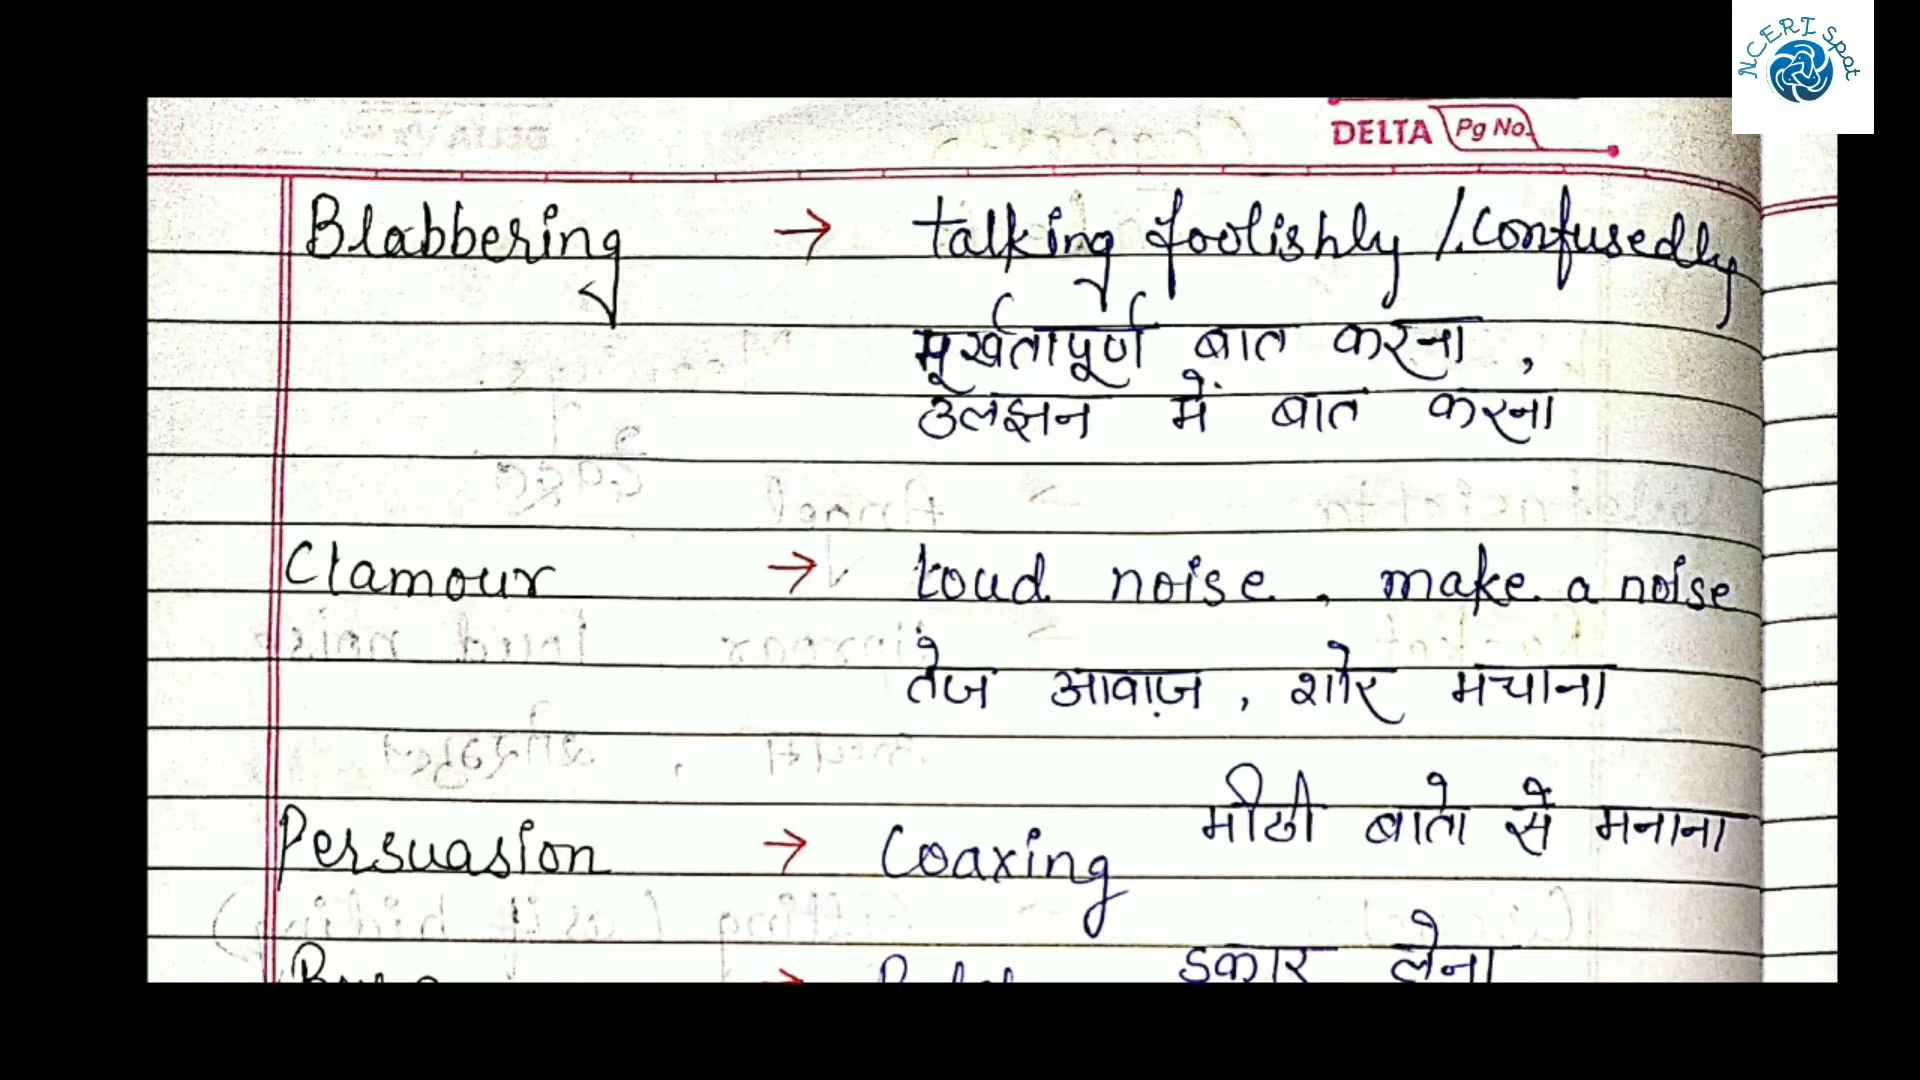 NCERT Spot
DELTA Pg No.
Blabbering → talking foolishly / confusedly
मूर्खतापूर्ण बात करना ,
उलझन में बात करना
Clamour → Loud noise, make a noise
तेज आवाज़ , शोर मचाना
Persuasion → Coaxing मीठी बातो से मनाना
→ डकार लेना